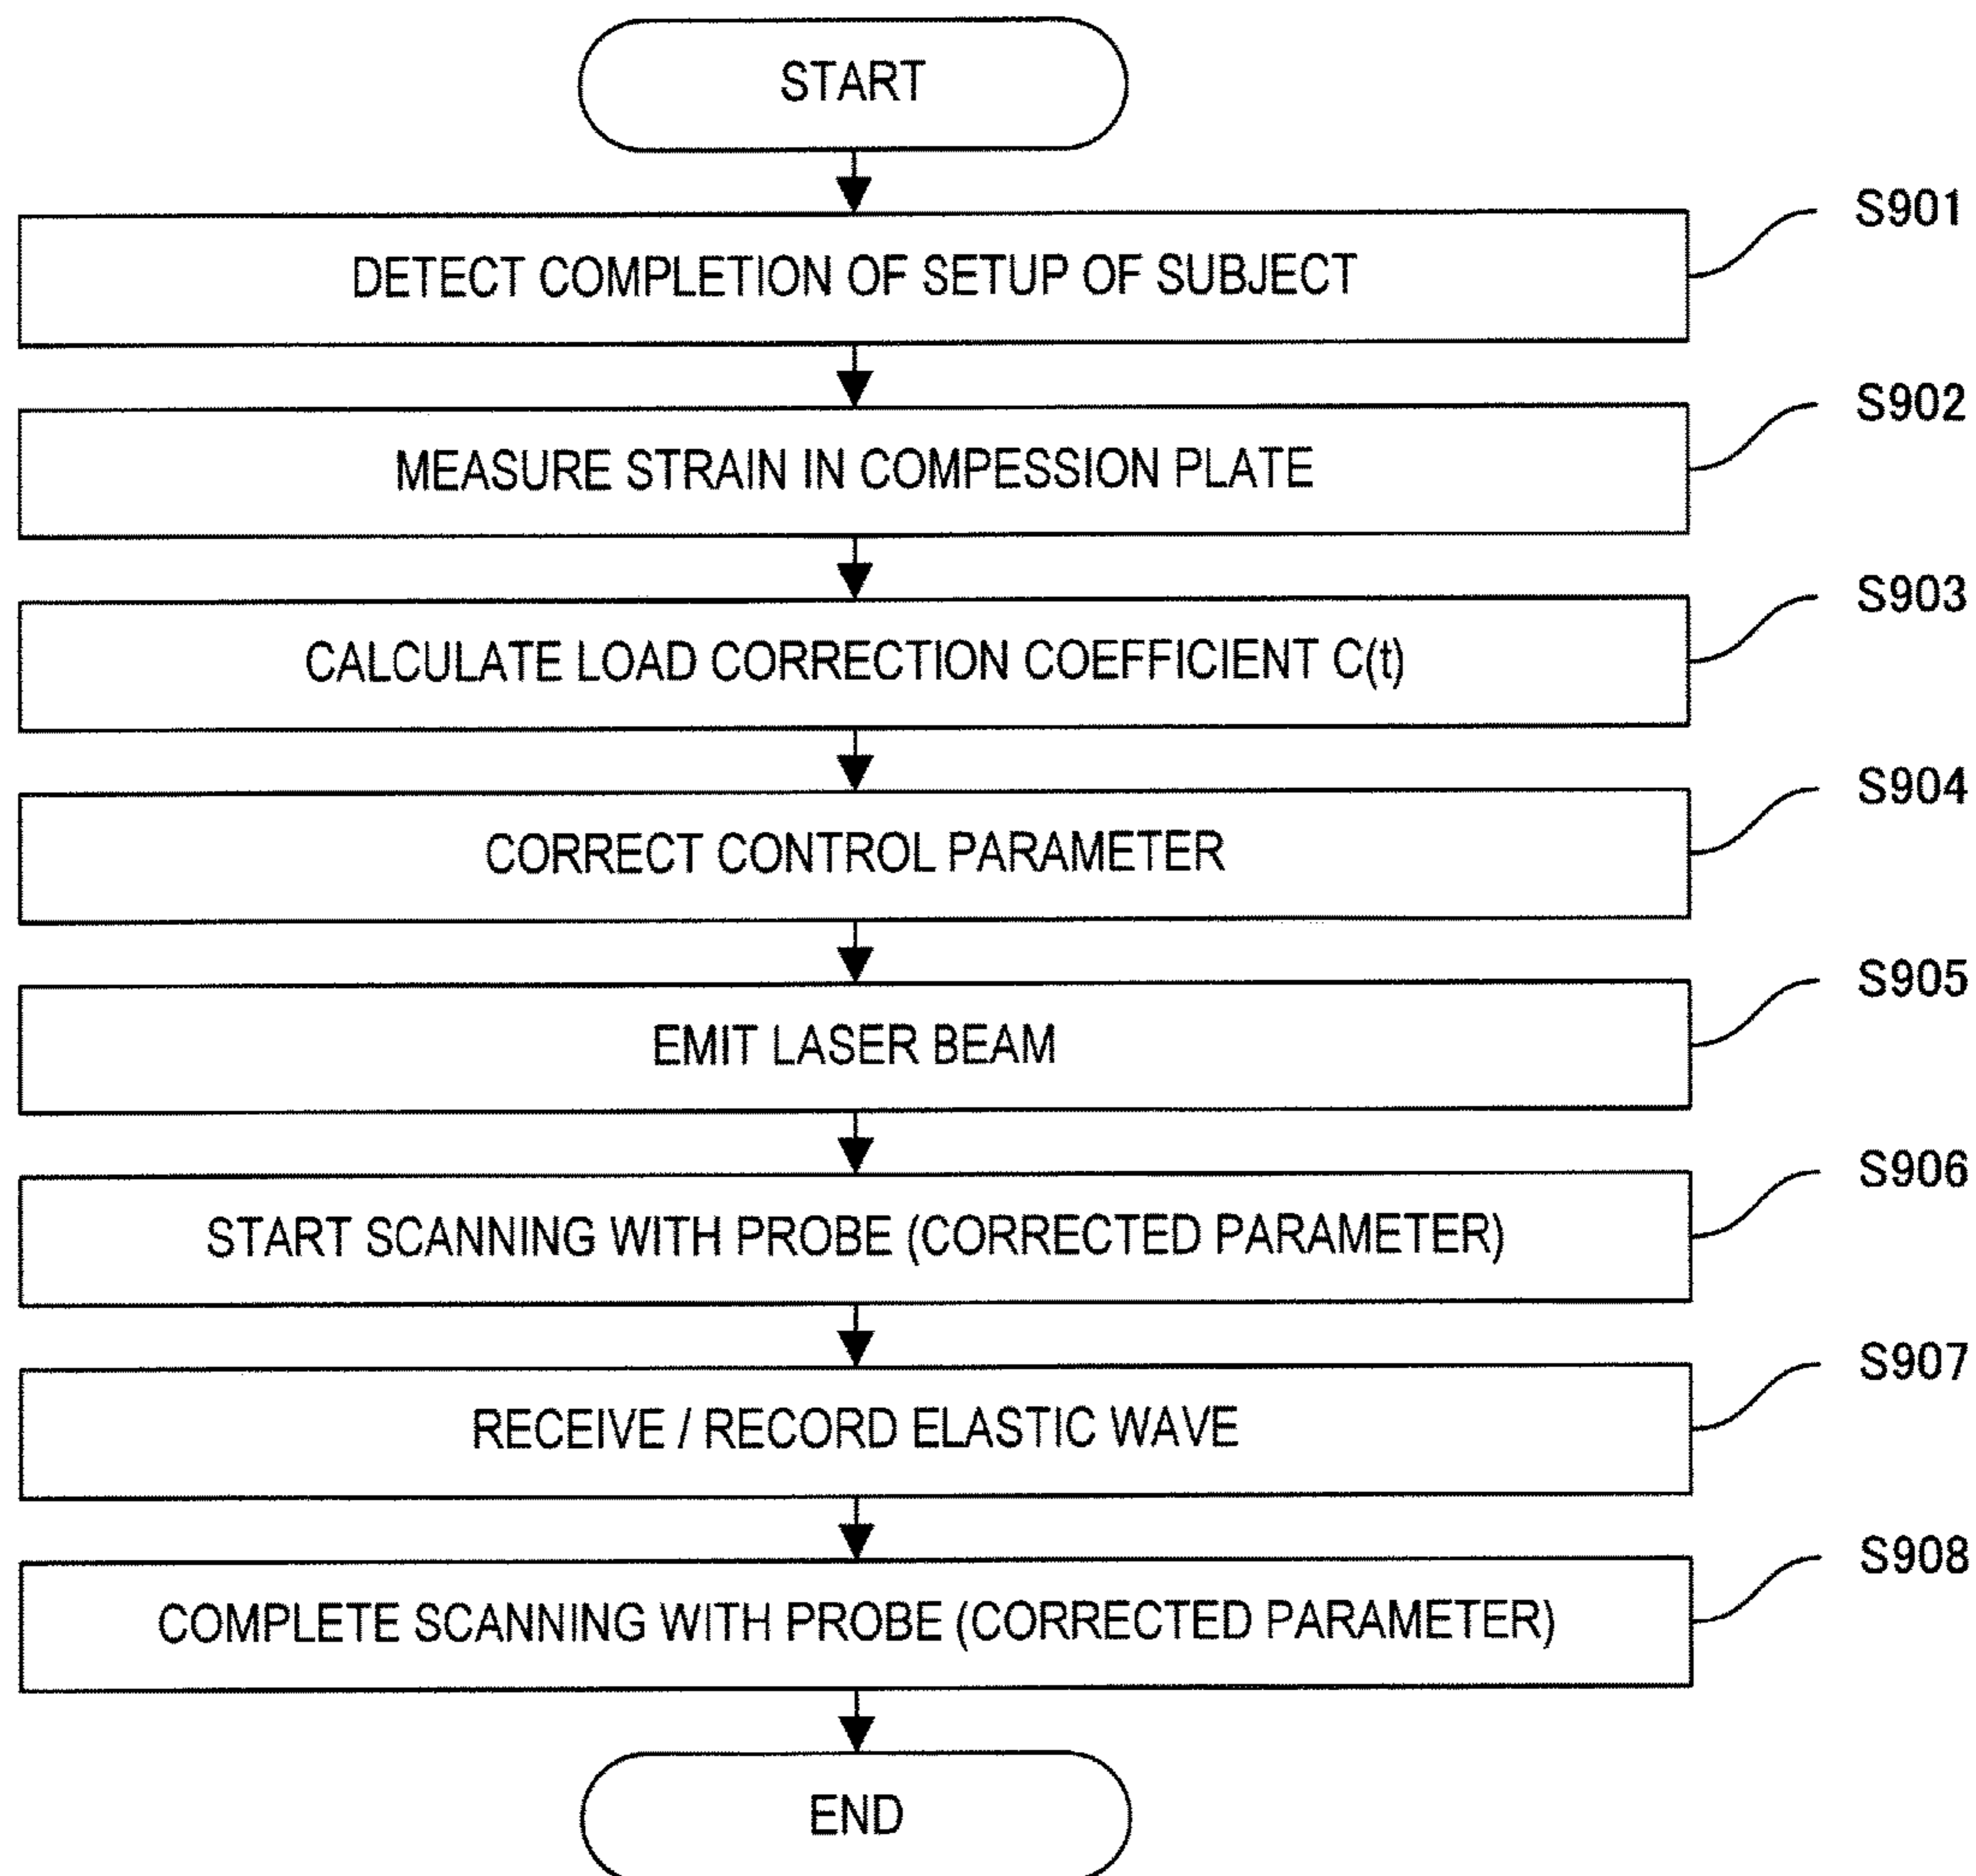 START
S901
DETECT COMPLETION OF SETUP OF SUBJECT
S902
MEASURE STRAIN IN COMPESSION PLATE
S903
CALCULATE LOAD CORRECTION COEFFICIENT C(t)
S904
CORRECT CONTROL PARAMETER
S905
EMIT LASER BEAM
S906
START SCANNING WITH PROBE (CORRECTED PARAMETER)
S907
RECEIVE / RECORD ELASTIC WAVE
S908
COMPLETE SCANNING WITH PROBE (CORRECTED PARAMETER)
END